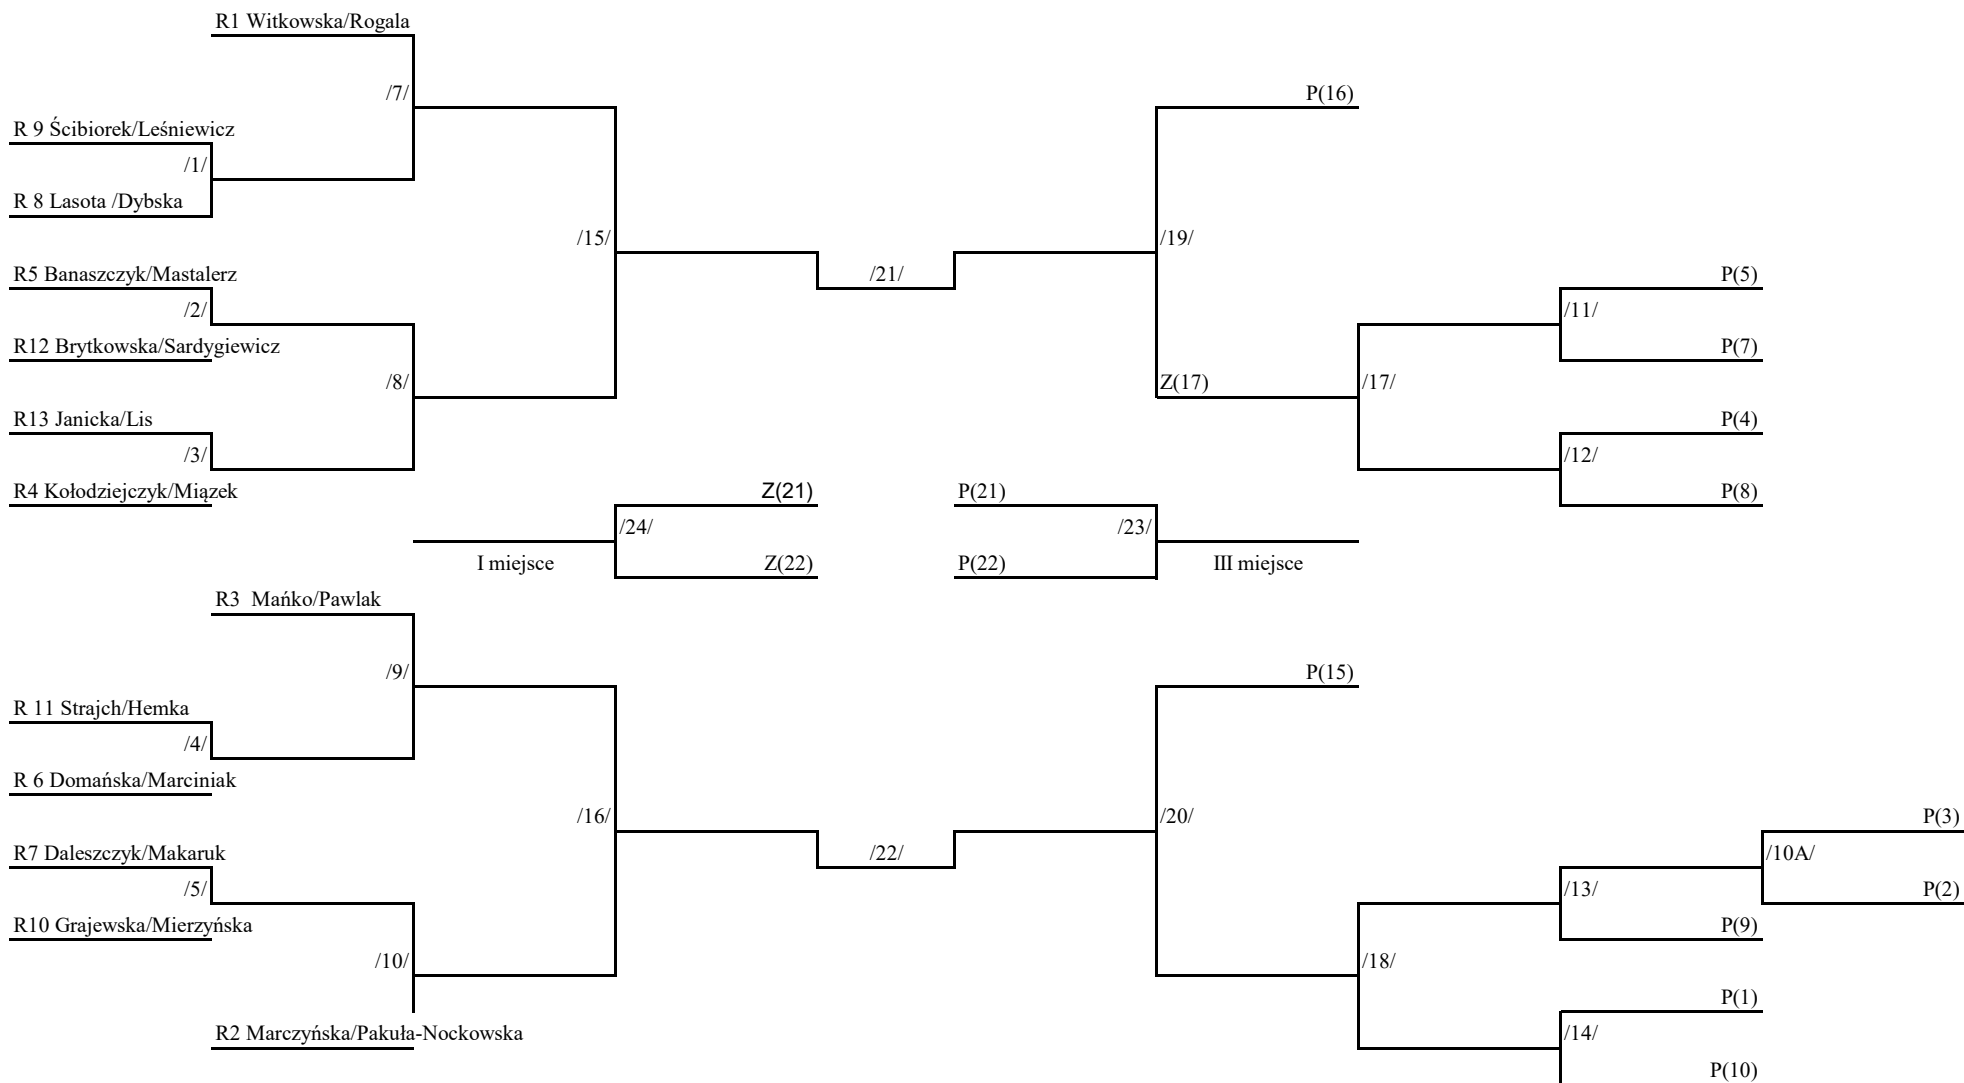 R1 Witkowska/Rogala
/7/
P(16)
R 9 Ścibiorek/Leśniewicz
/1/
R 8 Lasota /Dybska
/15/
/19/
R5 Banaszczyk/Mastalerz
/21/
P(5)
/2/
/11/
R12 Brytkowska/Sardygiewicz
P(7)
/8/
Z(17)
/17/
R13 Janicka/Lis
P(4)
/3/
/12/
R4 Kołodziejczyk/Miązek
Z(21)
P(21)
P(8)
/24/
/23/
I miejsce
Z(22)
P(22)
III miejsce
R3  Mańko/Pawlak
/9/
P(15)
R 11 Strajch/Hemka
/4/
R 6 Domańska/Marciniak
/16/
/20/
P(3)
R7 Daleszczyk/Makaruk
/22/
/10A/
/5/
/13/
P(2)
R10 Grajewska/Mierzyńska
P(9)
/10/
/18/
P(1)
R2 Marczyńska/Pakuła-Nockowska
/14/
P(10)